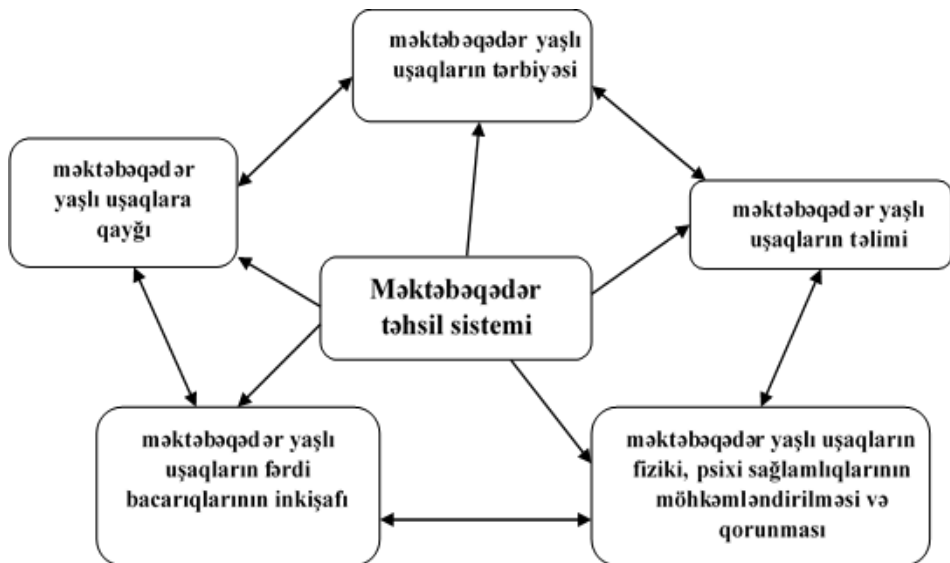 məktəbəqədər yaşlı
uşaqların tərbiyəsi
məktəbəqədər
yaşlı uşaqlara
qayğı
məktəbəqədər yaşlı
uşaqların təlimi
Məktəbəqədər
təhsil sistemi
məktəbəqədər yaşlı
uşaqların fərdi
bacarıqlarının inkişafı
məktəbəqədər yaşlı uşaqların
fiziki, psixi sağlamlıqlarının
möhkəmləndirilməsi və
qorunması